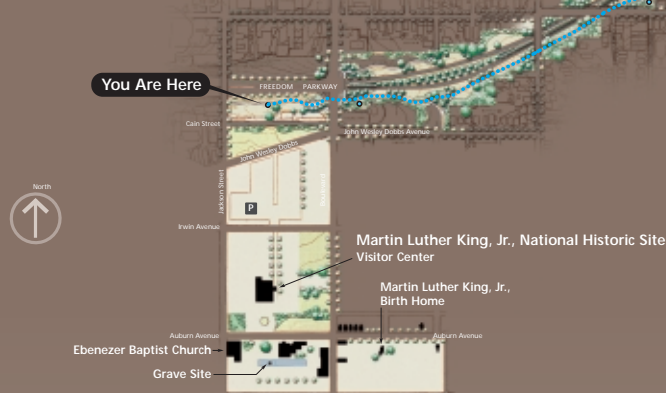 You Are Here
FREEDOM PARKWAY
Cain Street
John Wesley Dobbs Avenue
John Wesley Dobbs
Jackson Street
P
North
Irwin Avenue
Martin Luther King, Jr., National Historic Site
Visitor Center
Martin Luther King, Jr.,
Birth Home
Auburn Avenue
Auburn Avenue
Ebenezer Baptist Church
Grave Site